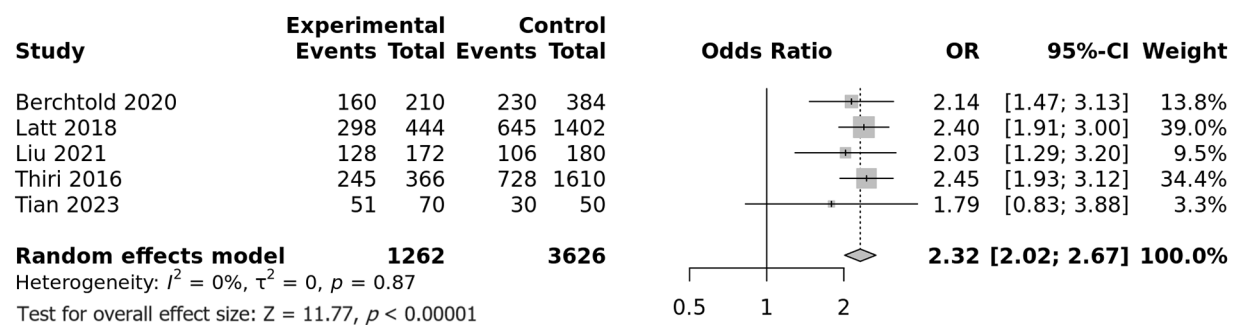 Experimental Control
Study Events Total Events Total Odds Ratio OR 95%-CI Weight
Berchtold 2020 160 210 230 384 2.14 [1.47; 3.13] 13.8%
Latt 2018 298 444 645 1402 2.40 [1.91; 3.00] 39.0%
Liu 2021 128 172 106 180 2.03 [1.29; 3.20] 9.5%
Thiri 2016 245 366 728 1610 2.45 [1.93; 3.12] 34.4%
Tian 2023 51 70 30 50 1.79 [0.83; 3.88] 3.3%
Random effects model 1262 3626 2.32 [2.02; 2.67] 100.0%
Heterogeneity: I² = 0%, τ² = 0, p = 0.87
0.5 1 2
Test for overall effect size: Z = 11.77, p < 0.00001